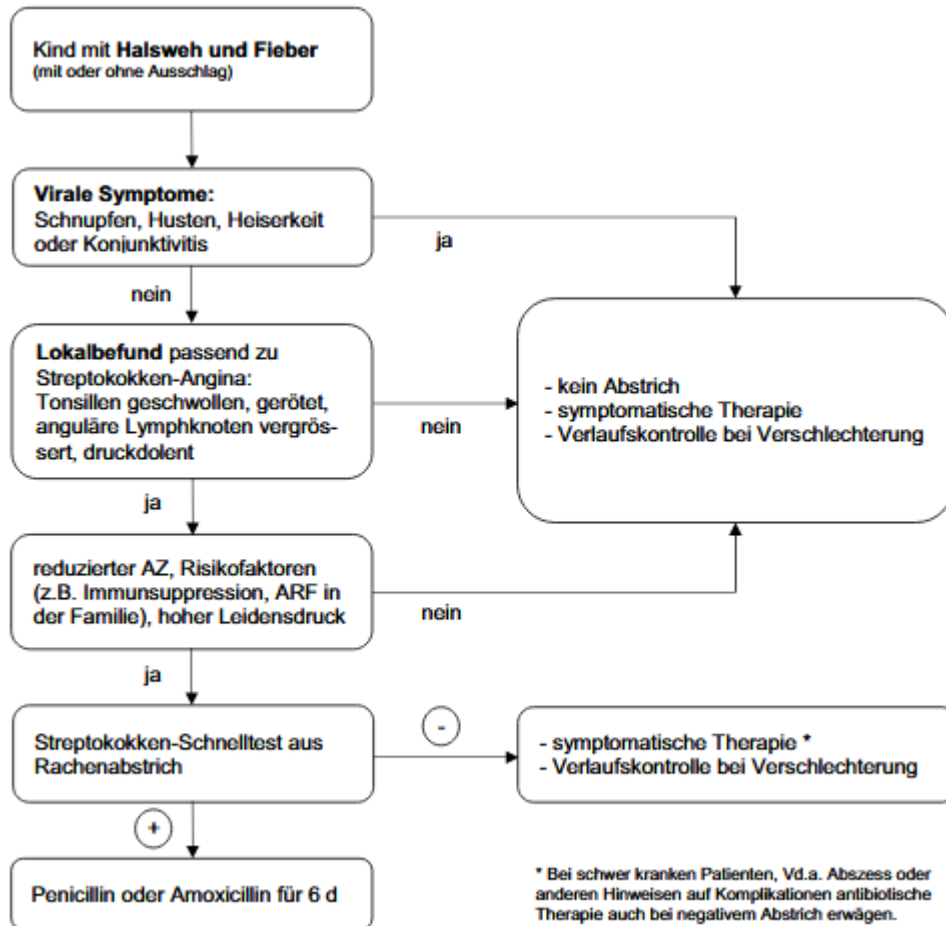 Kind mit Halsweh und Fieber
(mit oder ohne Ausschlag)
Virale Symptome:
Schnupfen, Husten, Heiserkeit
oder Konjunktivitis
ja
nein
Lokalbefund passend zu
Streptokokken-Angina:
Tonsillen geschwollen, gerötet,
anguläre Lymphknoten vergrös-
sert, druckdolent
nein
- kein Abstrich
- symptomatische Therapie
- Verlaufskontrolle bei Verschlechterung
ja
reduzierter AZ, Risikofaktoren
(z.B. Immunsuppression, ARF in
der Familie), hoher Leidensdruck
nein
ja
Streptokokken-Schnelltest aus
Rachenabstrich
-
- symptomatische Therapie *
- Verlaufskontrolle bei Verschlechterung
+
Penicillin oder Amoxicillin für 6 d
* Bei schwer kranken Patienten, Vd.a. Abszess oder
anderen Hinweisen auf Komplikationen antibiotische
Therapie auch bei negativem Abstrich erwägen.